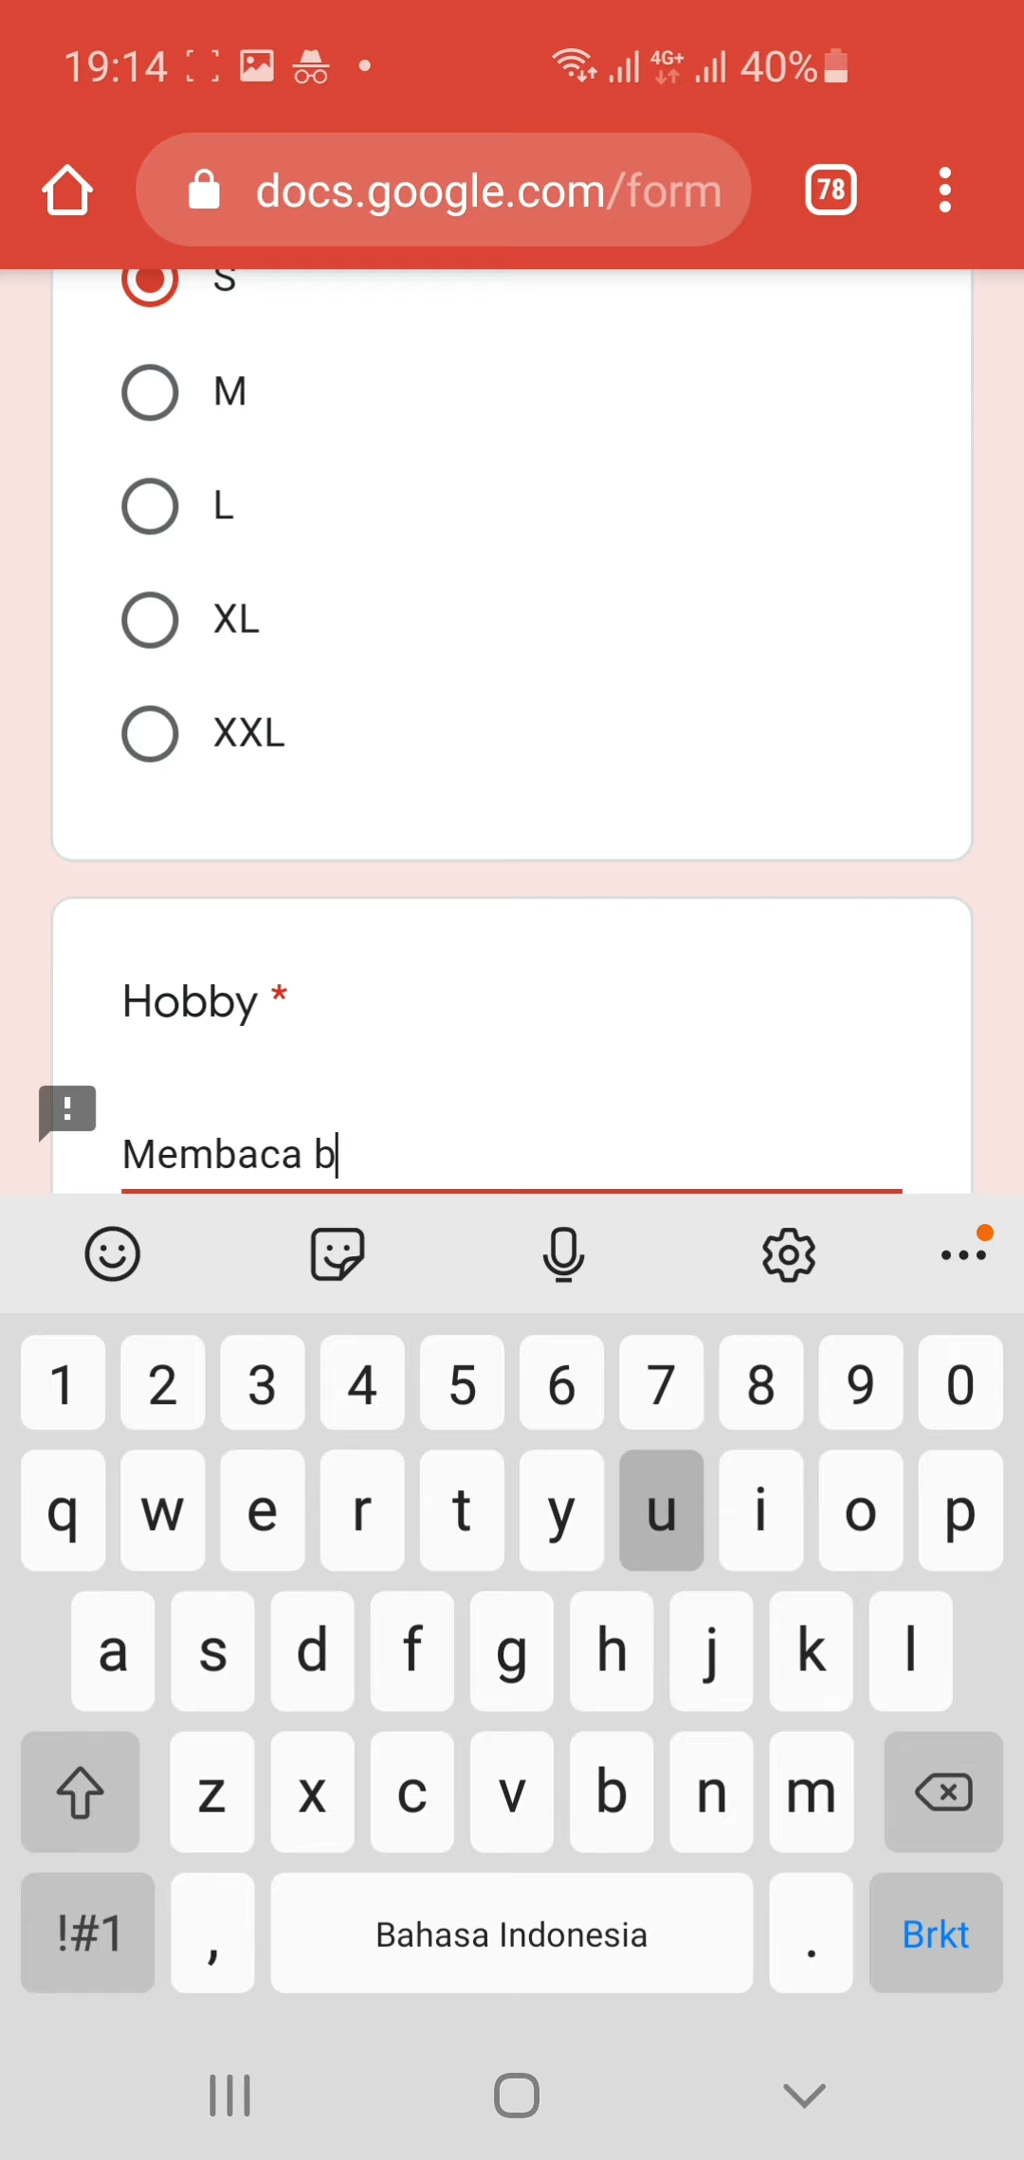 19:14 4G+ 40%
docs.google.com/form 78
S
M
L
XL
XXL
Hobby *
Membaca b
1 2 3 4 5 6 7 8 9 0
q w e r t y u i o p
a s d f g h j k l
z x c v b n m
!#1 , Bahasa Indonesia . Brkt